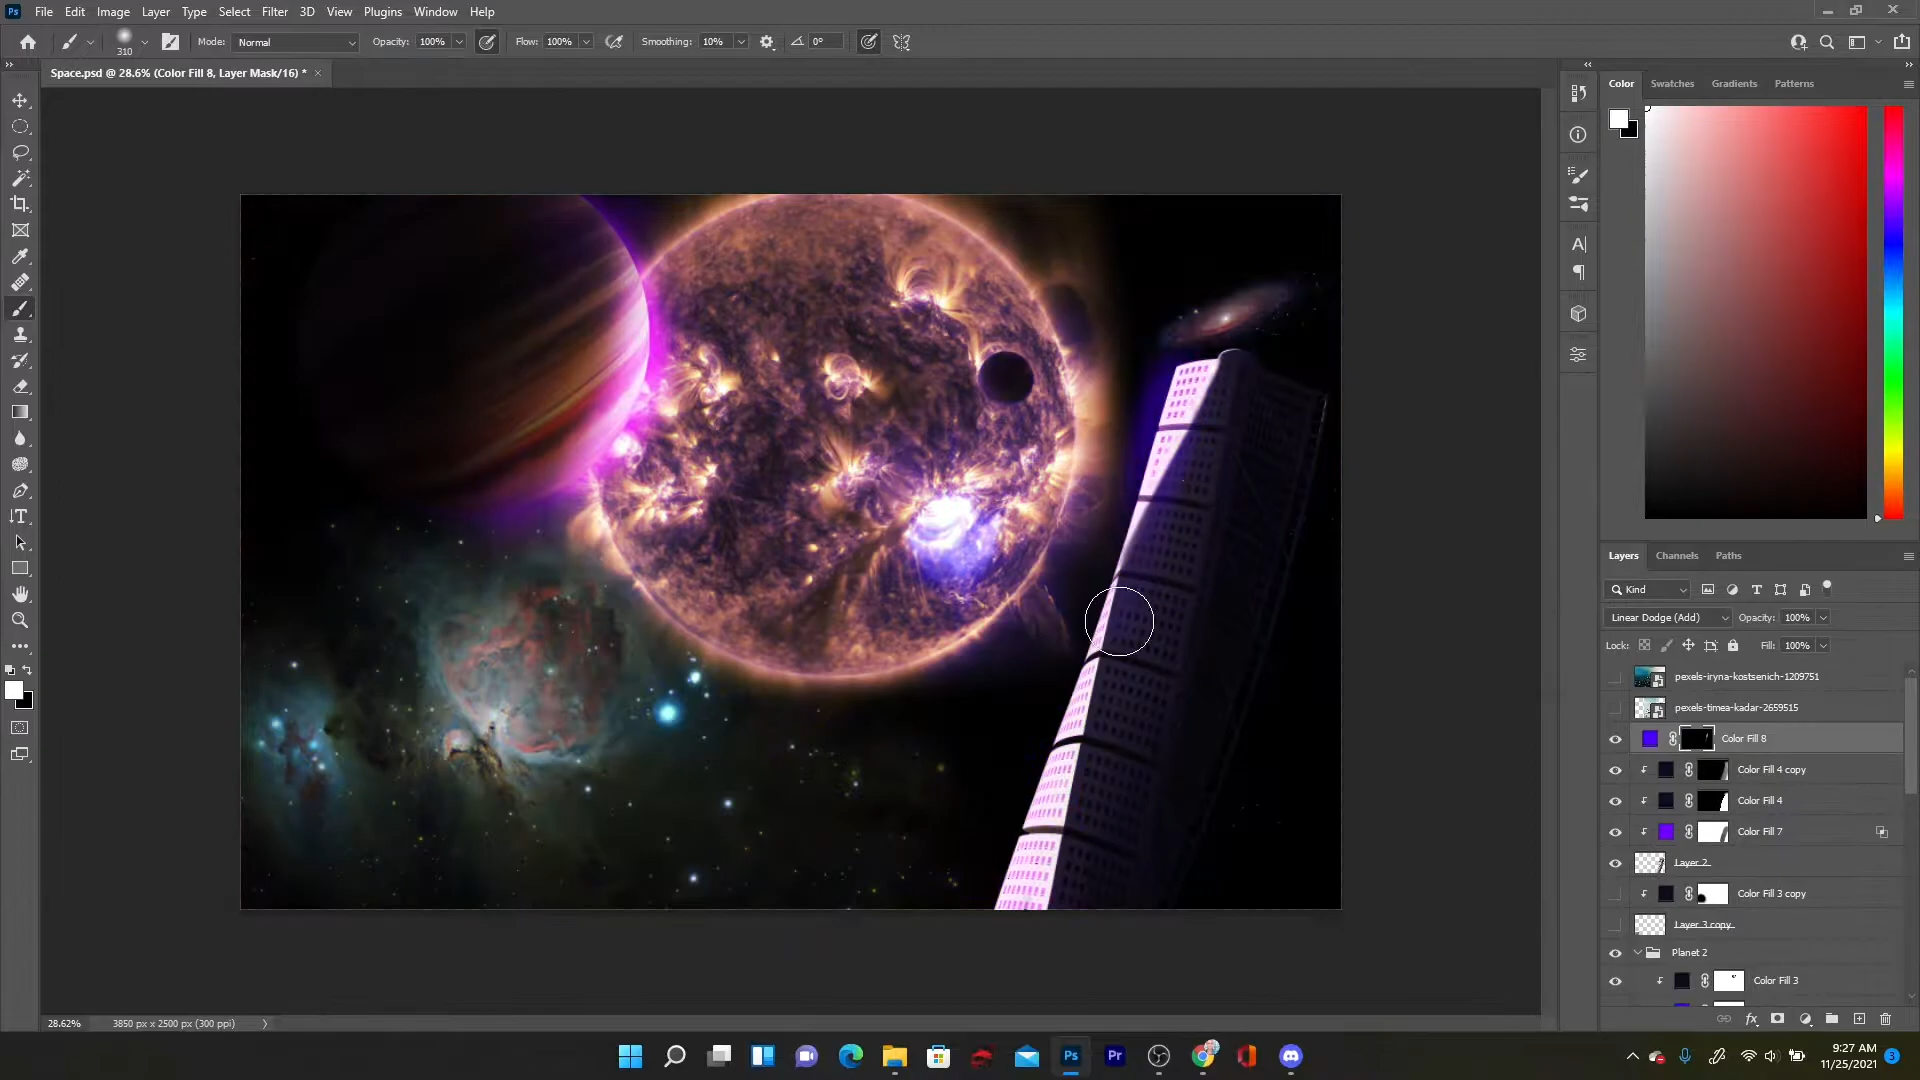 Ps File Edit Image Layer Type Select Filter 3D View Plugins Window Help
310 Mode: Normal Opacity: 100% Flow: 100% Smoothing: 10% 0°
Space.psd @ 28.6% (Color Fill 8, Layer Mask/16) *
Color Swatches Gradients Patterns
Layers Channels Paths
Kind
Linear Dodge (Add) Opacity: 100%
Lock: Fill: 100%
pexels-iryna-kostsenich-1209751
pexels-timea-kadar-2659515
Color Fill 8
Color Fill 4 copy
Color Fill 4
Color Fill 7
Layer 2
Color Fill 3 copy
Layer 3 copy
Planet 2
Color Fill 3
28.62% 3850 px x 2500 px (300 ppi)
Ps Pr
9:27 AM
11/25/2021 3